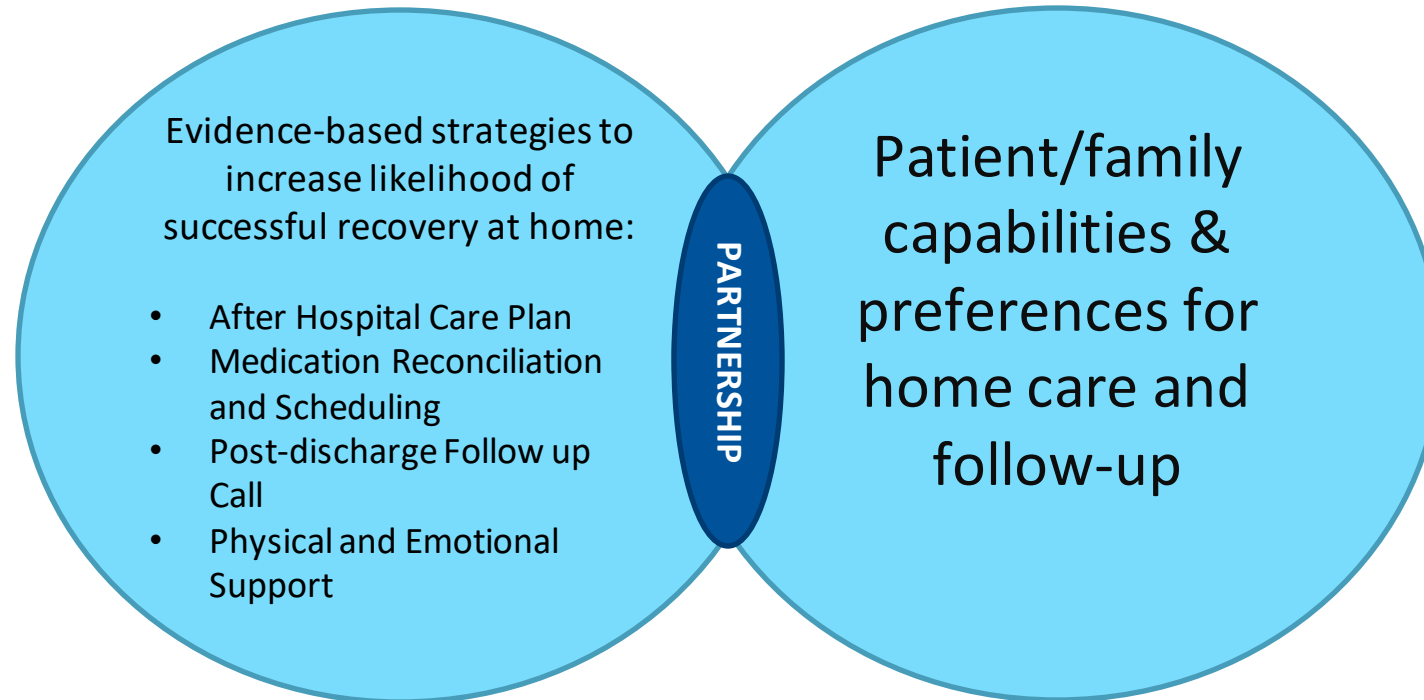 Evidence-based strategies to
increase likelihood of
successful recovery at home:
• After Hospital Care Plan
• Medication Reconciliation
and Scheduling
• Post-discharge Follow up
Call
• Physical and Emotional
Support
PARTNERSHIP
Patient/family
capabilities &
preferences for
home care and
follow-up